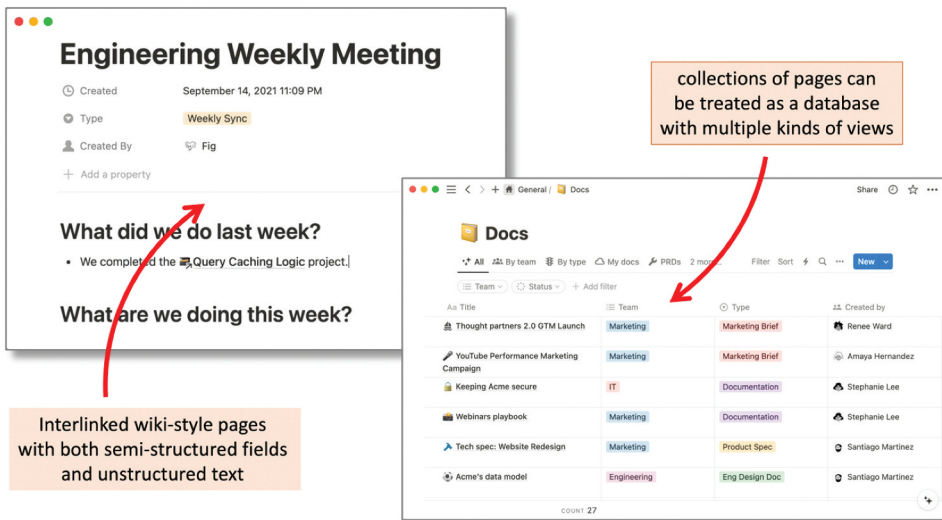 Engineering Weekly Meeting
Created September 14, 2021 11:09 PM
Type Weekly Sync
Created By Fig
+ Add a property
What did we do last week?
• We completed the Query Caching Logic project.
What are we doing this week?
Interlinked wiki-style pages
with both semi-structured fields
and unstructured text
collections of pages can
be treated as a database
with multiple kinds of views
General / Docs Share
Docs
All By team By type My docs PRDs 2 more... Filter Sort New
Team Status + Add filter
Aa Title Team Type Created by
Thought partners 2.0 GTM Launch Marketing Marketing Brief Renee Ward
YouTube Performance Marketing
Campaign Marketing Marketing Brief Amaya Hernandez
Keeping Acme secure IT Documentation Stephanie Lee
Webinars playbook Marketing Documentation Stephanie Lee
Tech spec: Website Redesign Marketing Product Spec Santiago Martinez
Acme's data model Engineering Eng Design Doc Santiago Martinez
COUNT 27